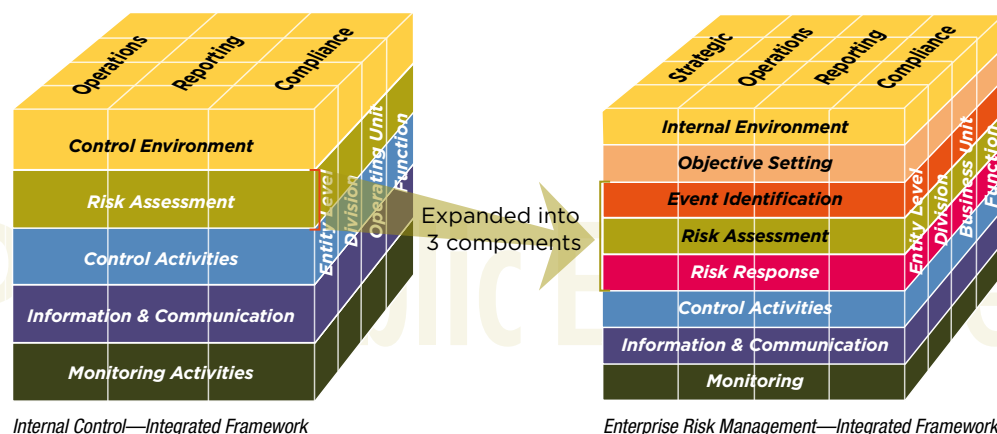 Operations
Reporting
Compliance
Control Environment
Risk Assessment
Control Activities
Information & Communication
Monitoring Activities
Entity Level
Division
Operating Unit
Function
Internal Control—Integrated Framework
Expanded into
3 components
Strategic
Operations
Reporting
Compliance
Internal Environment
Objective Setting
Event Identification
Risk Assessment
Risk Response
Control Activities
Information & Communication
Monitoring
Entity Level
Division
Business Unit
Function
Enterprise Risk Management—Integrated Framework